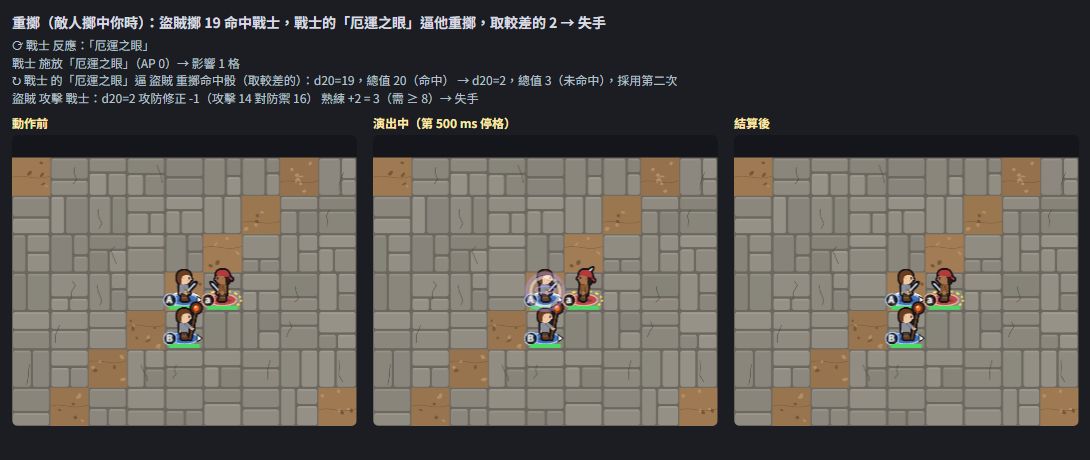 重擲（敵人擲中你時）：盜賊擲 19 命中戰士，戰士的「厄運之眼」逼他重擲，取較差的 2 → 失手
⟳ 戰士 反應：「厄運之眼」
戰士 施放「厄運之眼」（AP 0）→ 影響 1 格
↻ 戰士 的「厄運之眼」逼 盜賊 重擲命中骰（取較差的）：d20=19，總值 20（命中） → d20=2，總值 3（未命中），採用第二次
盜賊 攻擊 戰士：d20=2 攻防修正 -1（攻擊 14 對防禦 16） 熟練 +2 = 3（需 ≥ 8）→ 失手
動作前 演出中（第 500 ms 停格） 結算後
A a A a A a
B B B